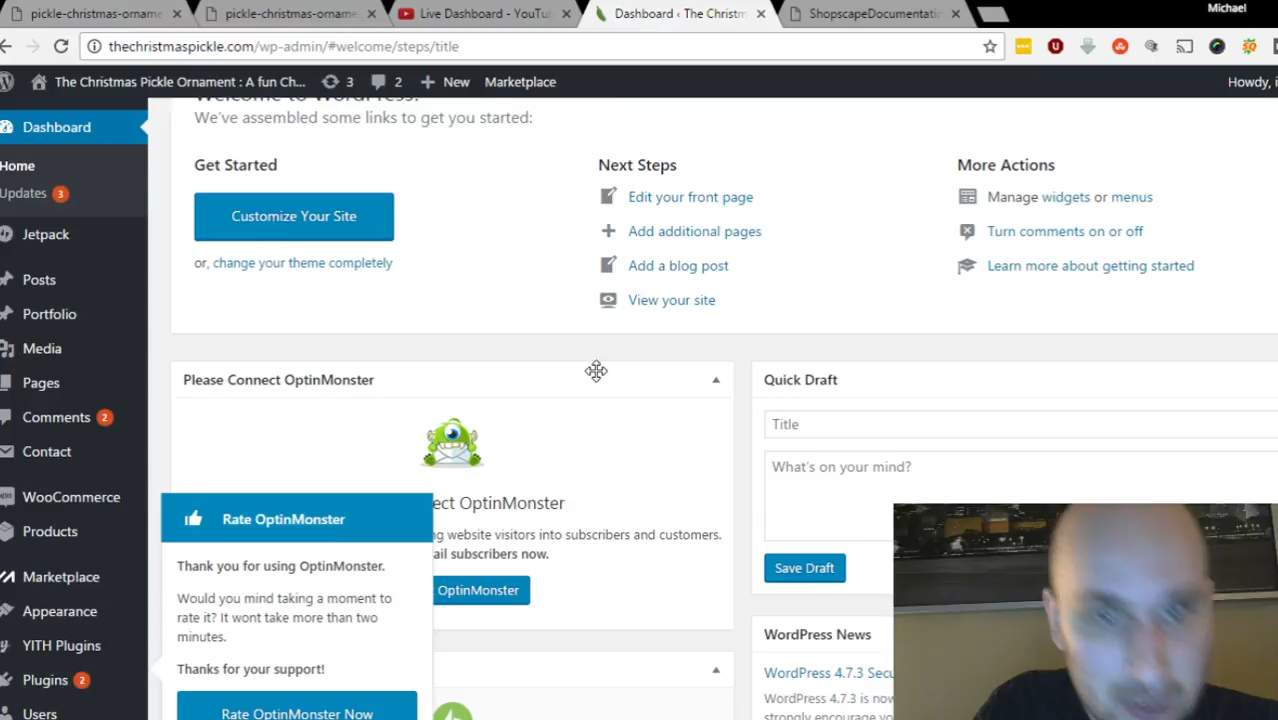 pickle-christmas-orname
pickle-christmas-orname
Live Dashboard - YouTu
Dashboard ‹ The Christm
ShopscapeDocumentati
Michael
thechristmaspickle.com/wp-admin/#welcome/steps/title
The Christmas Pickle Ornament : A fun Ch...
3
2
New
Marketplace
Howdy, i
Dashboard
Home
Updates 3
Jetpack
Posts
Portfolio
Media
Pages
Comments 2
Contact
WooCommerce
Products
Marketplace
Appearance
YITH Plugins
Plugins 2
Users
Welcome to WordPress!
We've assembled some links to get you started:
Get Started
Customize Your Site
or, change your theme completely
Next Steps
Edit your front page
Add additional pages
Add a blog post
View your site
More Actions
Manage widgets or menus
Turn comments on or off
Learn more about getting started
Please Connect OptinMonster
ect OptinMonster
ng website visitors into subscribers and customers.
ail subscribers now.
OptinMonster
Rate OptinMonster
Thank you for using OptinMonster.
Would you mind taking a moment to
rate it? It wont take more than two
minutes.
Thanks for your support!
Rate OptinMonster Now
Quick Draft
Title
What's on your mind?
Save Draft
WordPress News
WordPress 4.7.3 Secu
WordPress 4.7.3 is now
strongly encourage you